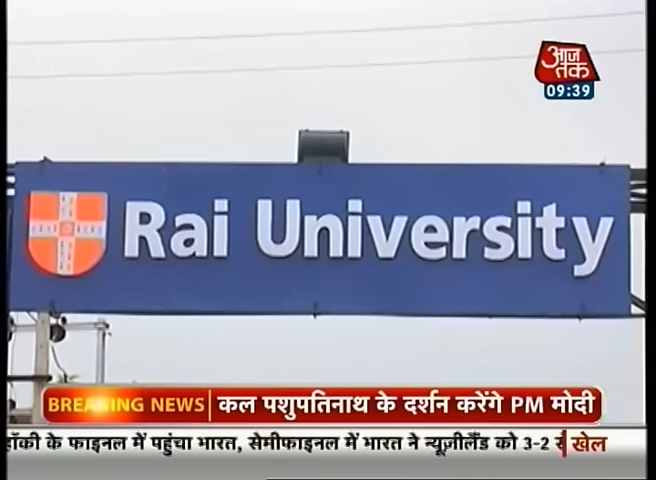 आज तक
09:39
Rai University
BREAKING NEWS कल पशुपतिनाथ के दर्शन करेंगे PM मोदी
हॉकी के फाइनल में पहुंचा भारत, सेमीफाइनल में भारत ने न्यूज़ीलैंड को 3-2 खेल